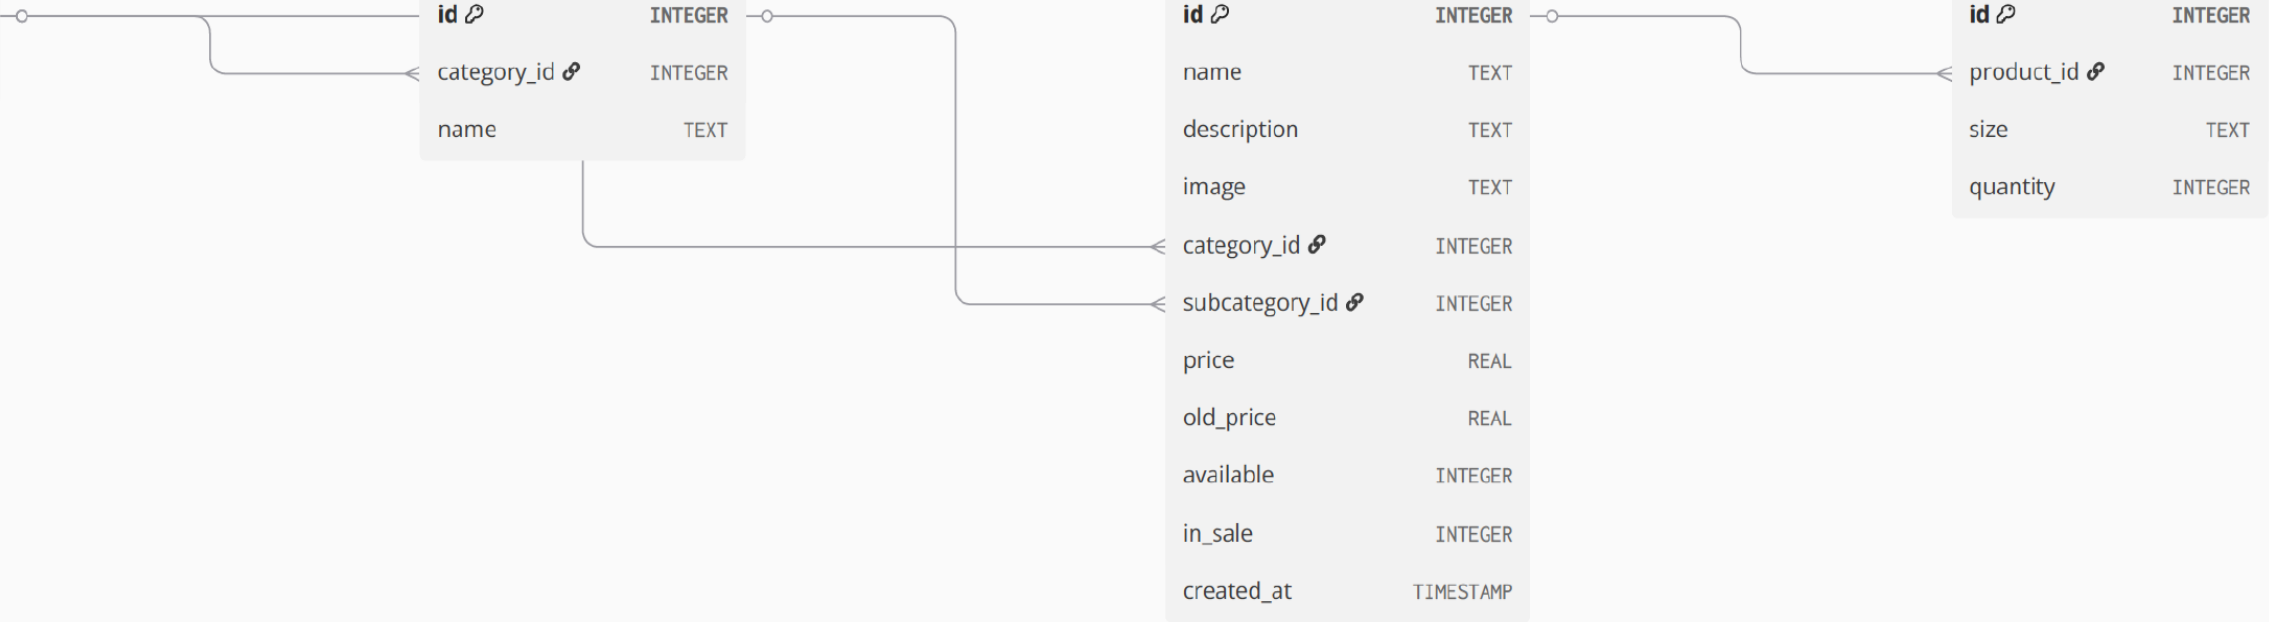 id INTEGER
category_id INTEGER
name TEXT
id INTEGER
name TEXT
description TEXT
image TEXT
category_id INTEGER
subcategory_id INTEGER
price REAL
old_price REAL
available INTEGER
in_sale INTEGER
created_at TIMESTAMP
id INTEGER
product_id INTEGER
size TEXT
quantity INTEGER